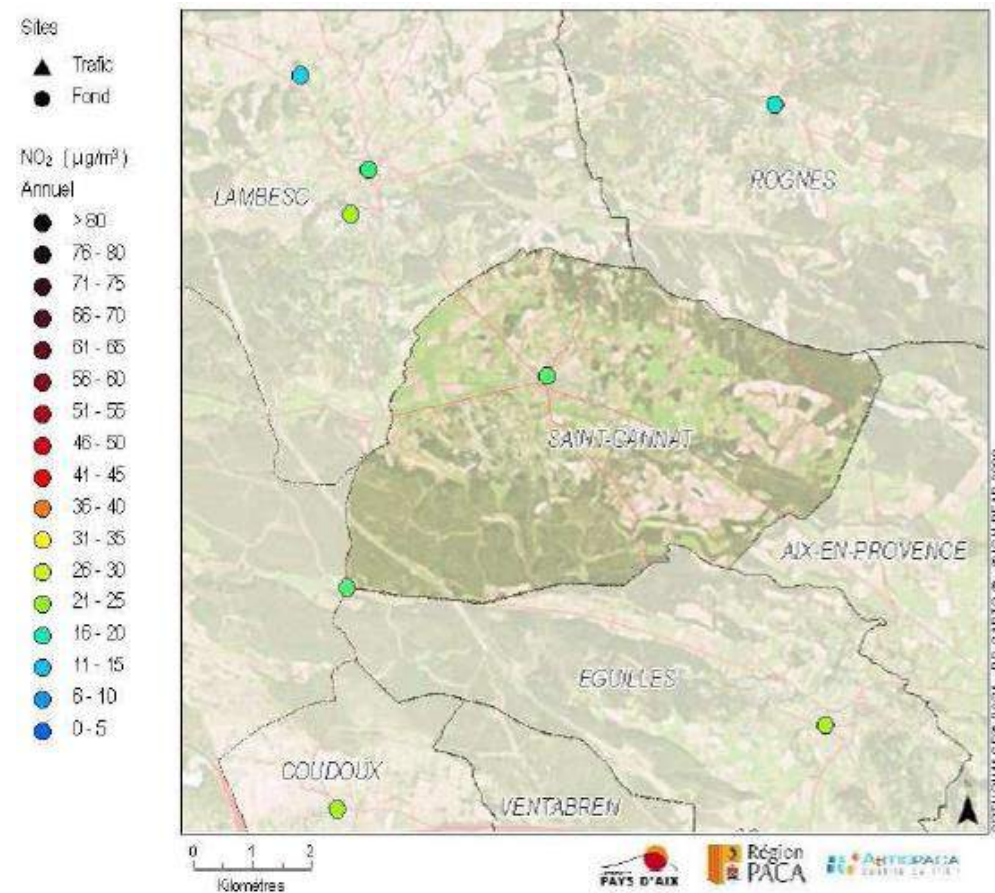 Sites
Trafic
Fond
NO₂ (µg/m³)
Annuel
> 80
76 - 80
71 - 75
66 - 70
61 - 65
56 - 60
51 - 55
46 - 50
41 - 45
36 - 40
31 - 35
26 - 30
21 - 25
16 - 20
11 - 15
6 - 10
0 - 5
LAMBESC
ROGNES
SAINT-CANNAT
AIX-EN-PROVENCE
EGUILLES
COUDOUX
VENTABREN
0 1 2
Kilomètres
PAYS D'AIX
Région
PACA